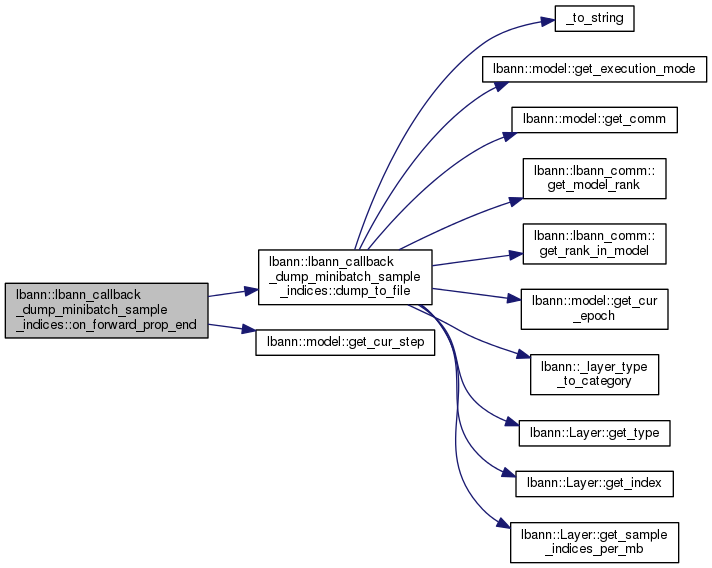 lbann::lbann_callback
_dump_minibatch_sample
_indices::on_forward_prop_end
lbann::lbann_callback
_dump_minibatch_sample
_indices::dump_to_file
lbann::model::get_cur_step
_to_string
lbann::model::get_execution_mode
lbann::model::get_comm
lbann::lbann_comm::
get_model_rank
lbann::lbann_comm::
get_rank_in_model
lbann::model::get_cur
_epoch
lbann::_layer_type
_to_category
lbann::Layer::get_type
lbann::Layer::get_index
lbann::Layer::get_sample
_indices_per_mb